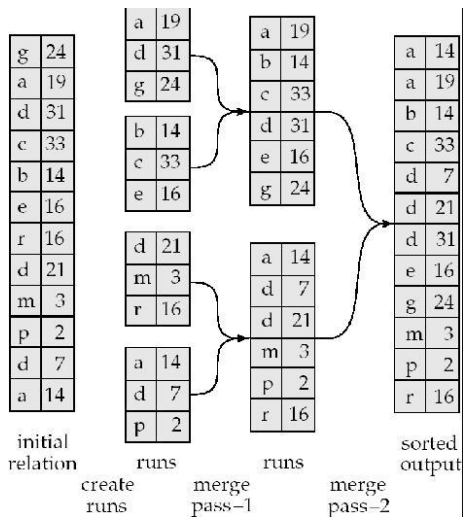 g 24
a 19
d 31
c 33
b 14
e 16
r 16
d 21
m 3
p 2
d 7
a 14
initial
relation
a 19
d 31
g 24
b 14
c 33
e 16
d 21
m 3
r 16
a 14
d 7
p 2
runs
create
runs
a 19
b 14
c 33
d 31
e 16
g 24
a 14
d 7
d 21
m 3
p 2
r 16
runs
merge
pass–1
a 14
a 19
b 14
c 33
d 7
d 21
d 31
e 16
g 24
m 3
p 2
r 16
sorted
output
merge
pass–2